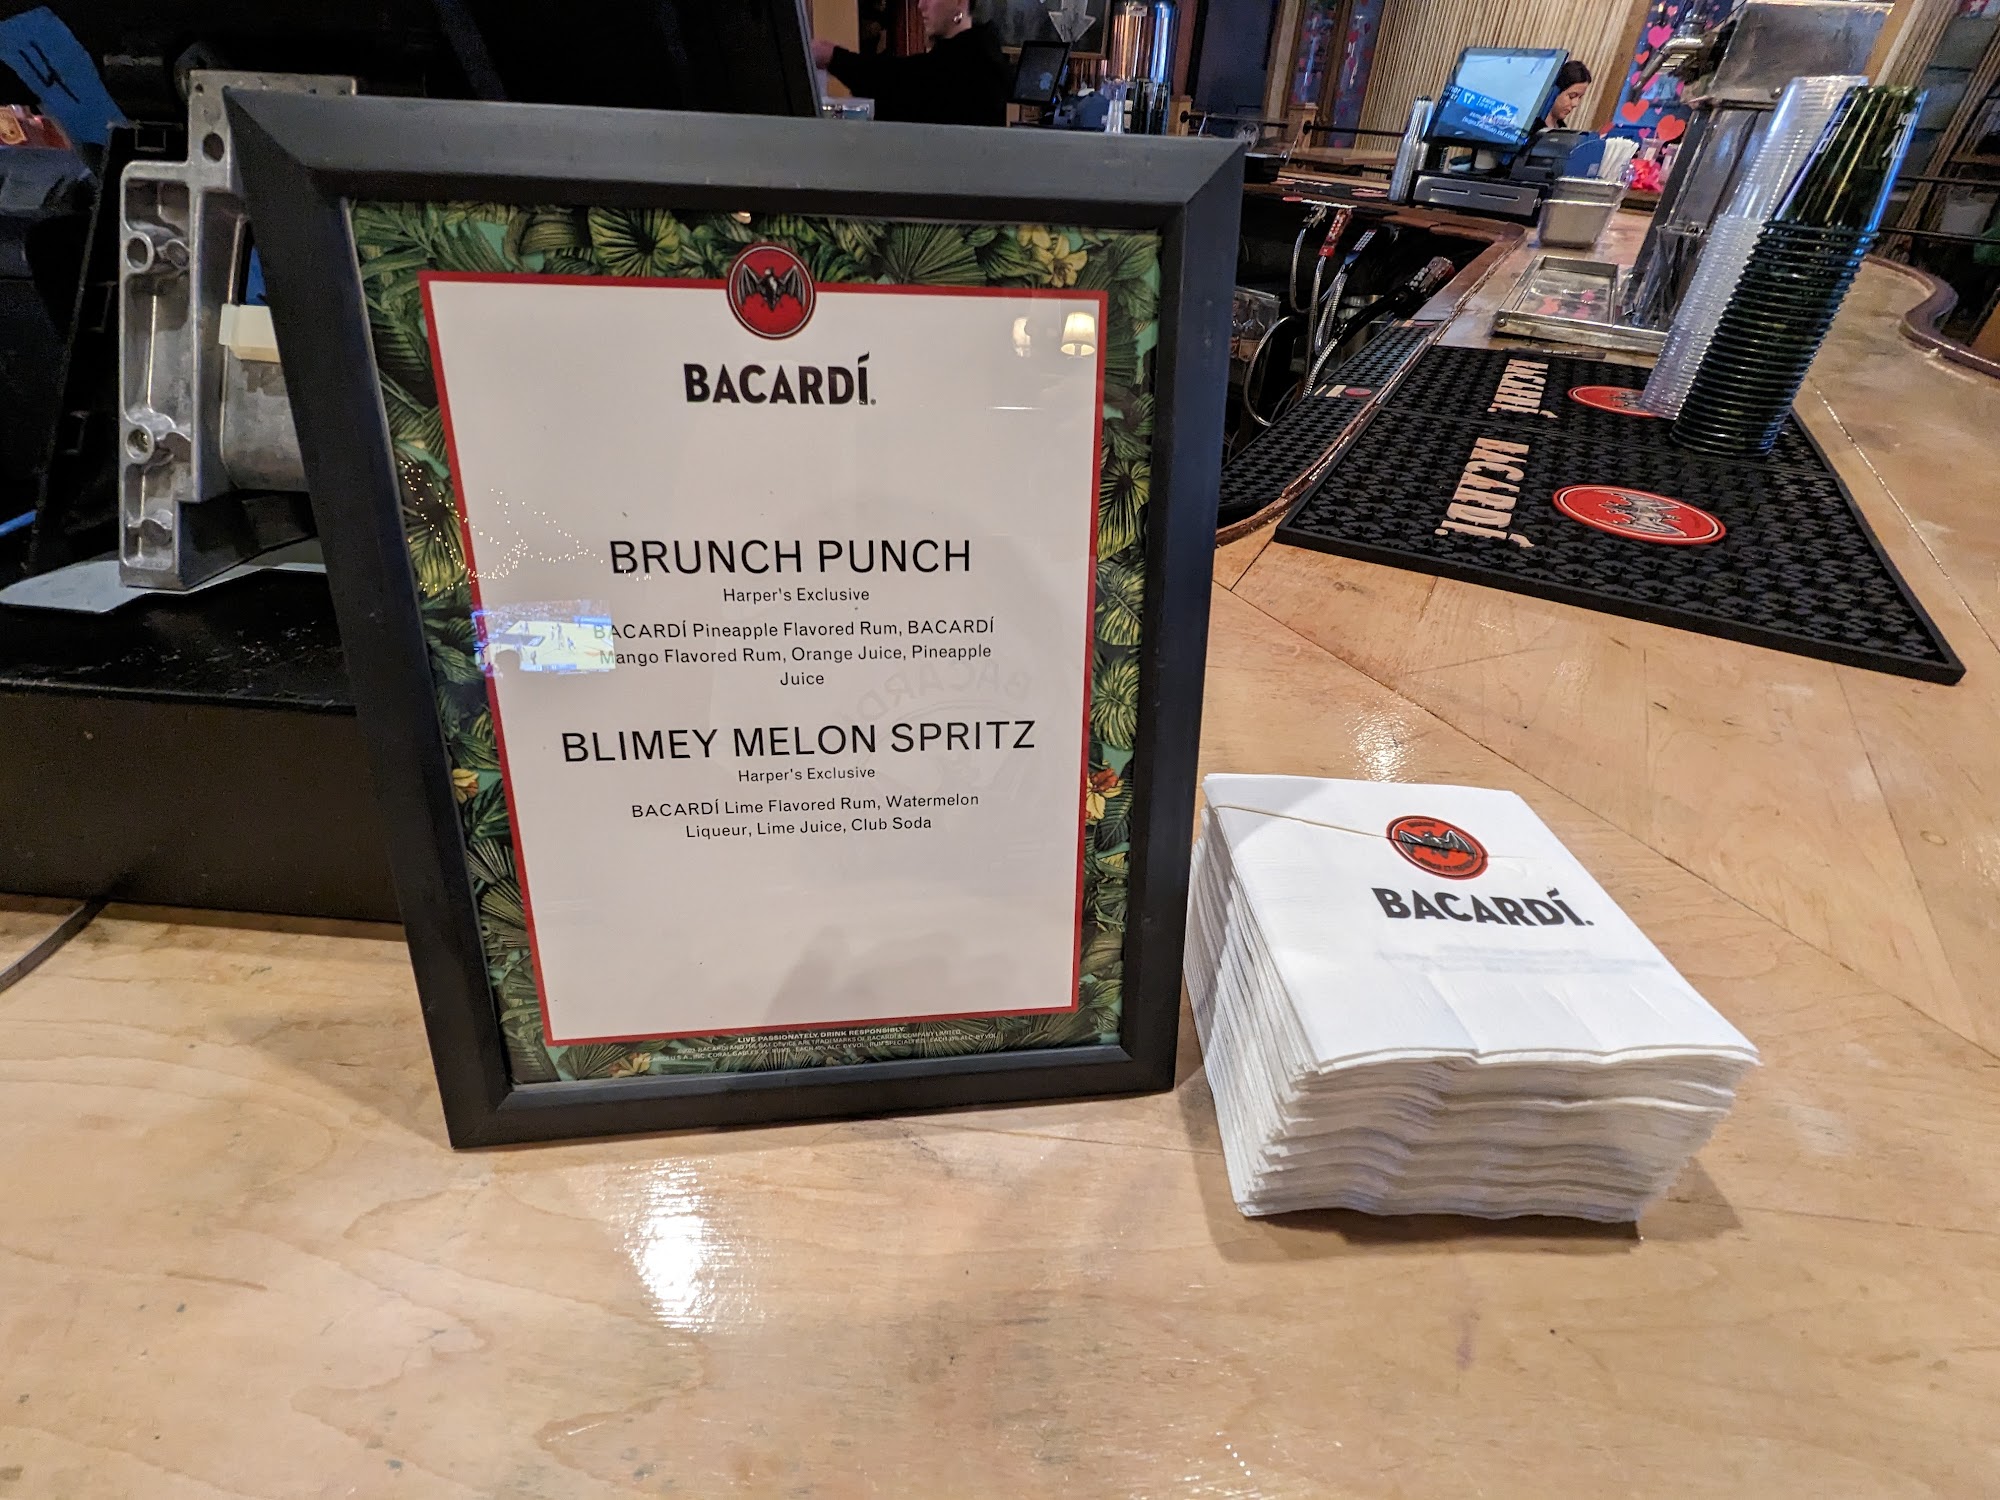 4
BACARDÍ
BRUNCH PUNCH
Harper's Exclusive
BACARDÍ Pineapple Flavored Rum, BACARDÍ
Mango Flavored Rum, Orange Juice, Pineapple
Juice
BLIMEY MELON SPRITZ
Harper's Exclusive
BACARDÍ Lime Flavored Rum, Watermelon
Liqueur, Lime Juice, Club Soda
LIVE PASSIONATELY. DRINK RESPONSIBLY.
BACARDÍ.
BACARDÍ.
BACARDÍ.